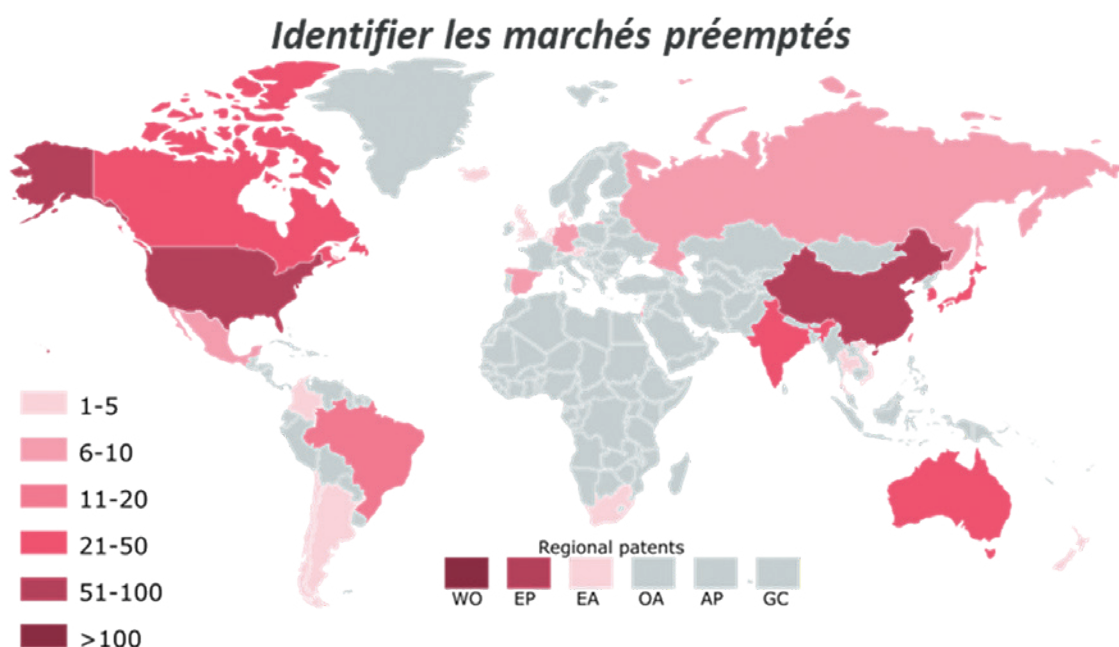 Identifier les marchés préemptés
1-5
6-10
11-20
21-50
51-100
>100
Regional patents
WO EP EA OA AP GC